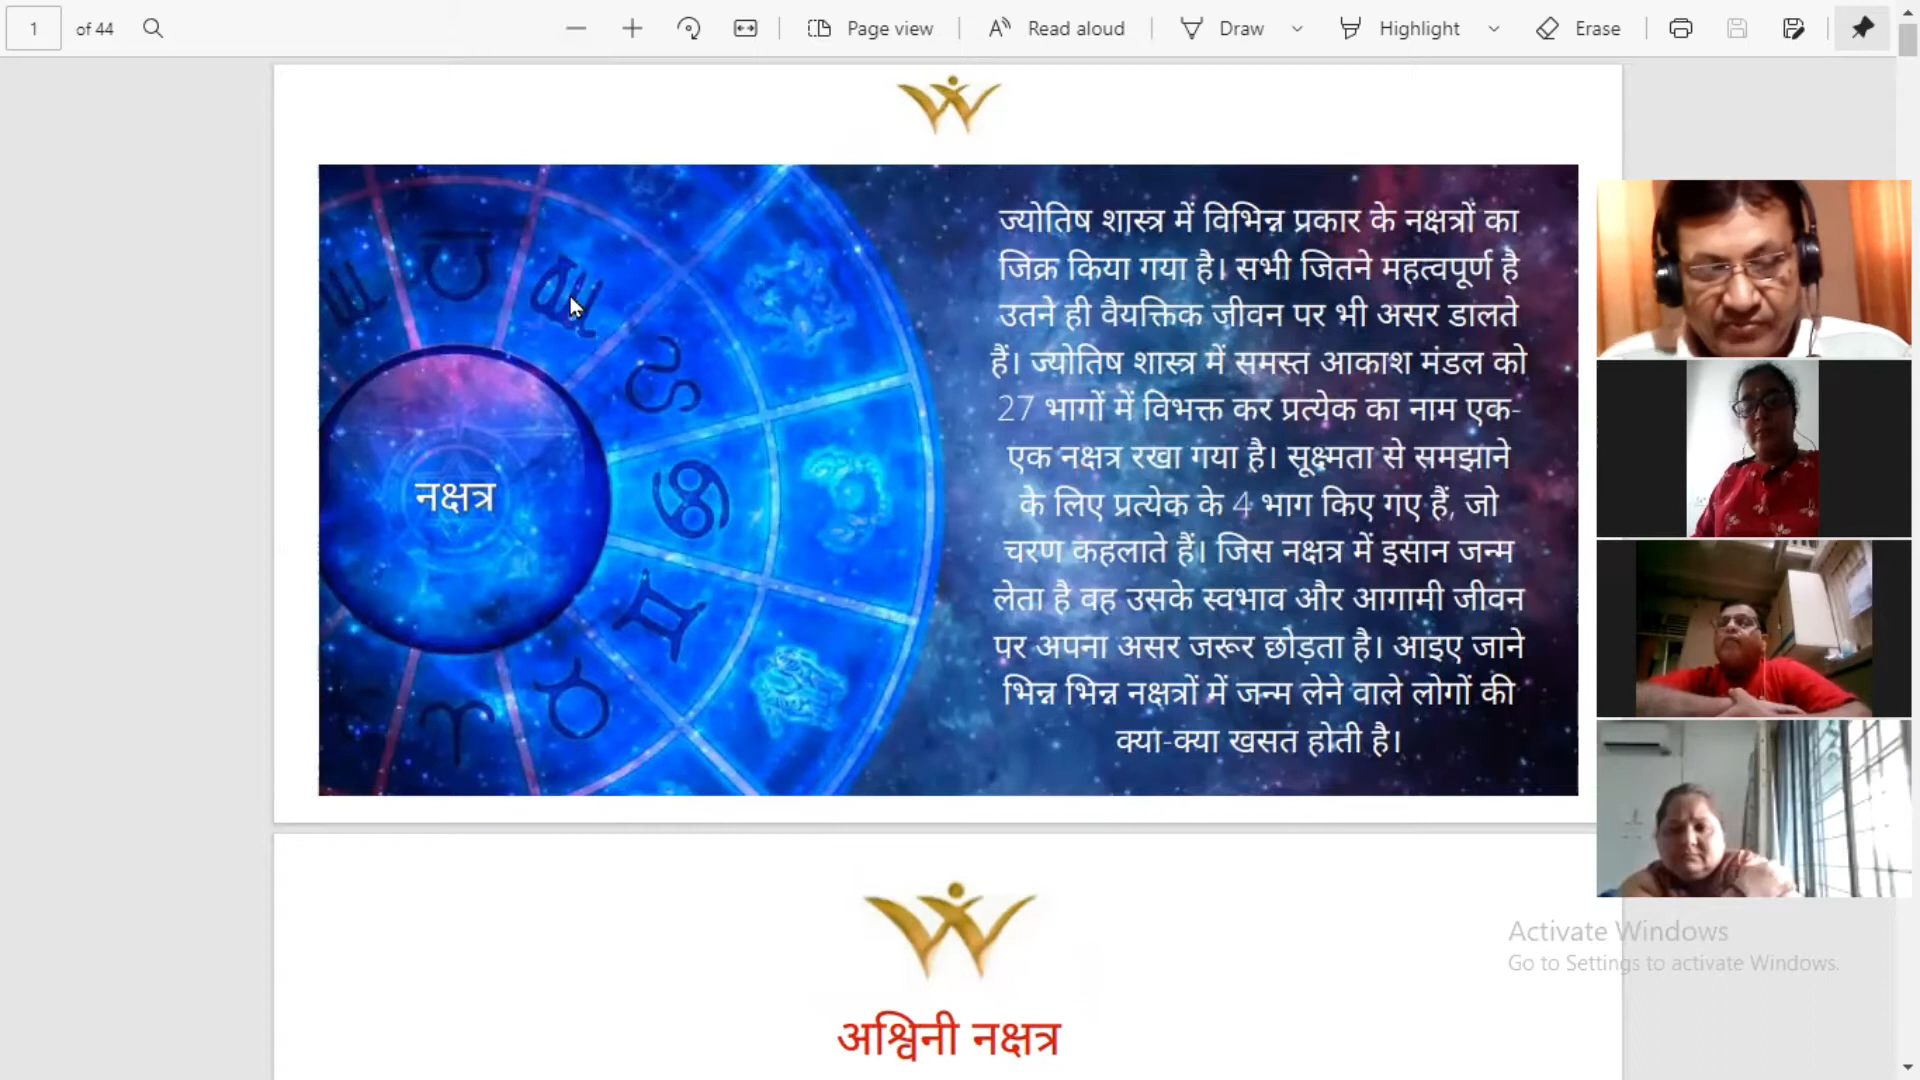 1 of 44 Page view Read aloud Draw Highlight Erase
ज्योतिष शास्त्र में विभिन्न प्रकार के नक्षत्रों का
जिक्र किया गया है। सभी जितने महत्वपूर्ण है
उतने ही वैयक्तिक जीवन पर भी असर डालते
हैं। ज्योतिष शास्त्र में समस्त आकाश मंडल को
27 भागों में विभक्त कर प्रत्येक का नाम एक-
एक नक्षत्र रखा गया है। सूक्ष्मता से समझाने
के लिए प्रत्येक के 4 भाग किए गए हैं, जो
चरण कहलाते हैं। जिस नक्षत्र में इसान जन्म
लेता है वह उसके स्वभाव और आगामी जीवन
पर अपना असर जरूर छोड़ता है। आइए जाने
भिन्न भिन्न नक्षत्रों में जन्म लेने वाले लोगों की
क्या-क्या खसत होती है।
नक्षत्र
अश्विनी नक्षत्र
Activate Windows
Go to Settings to activate Windows.